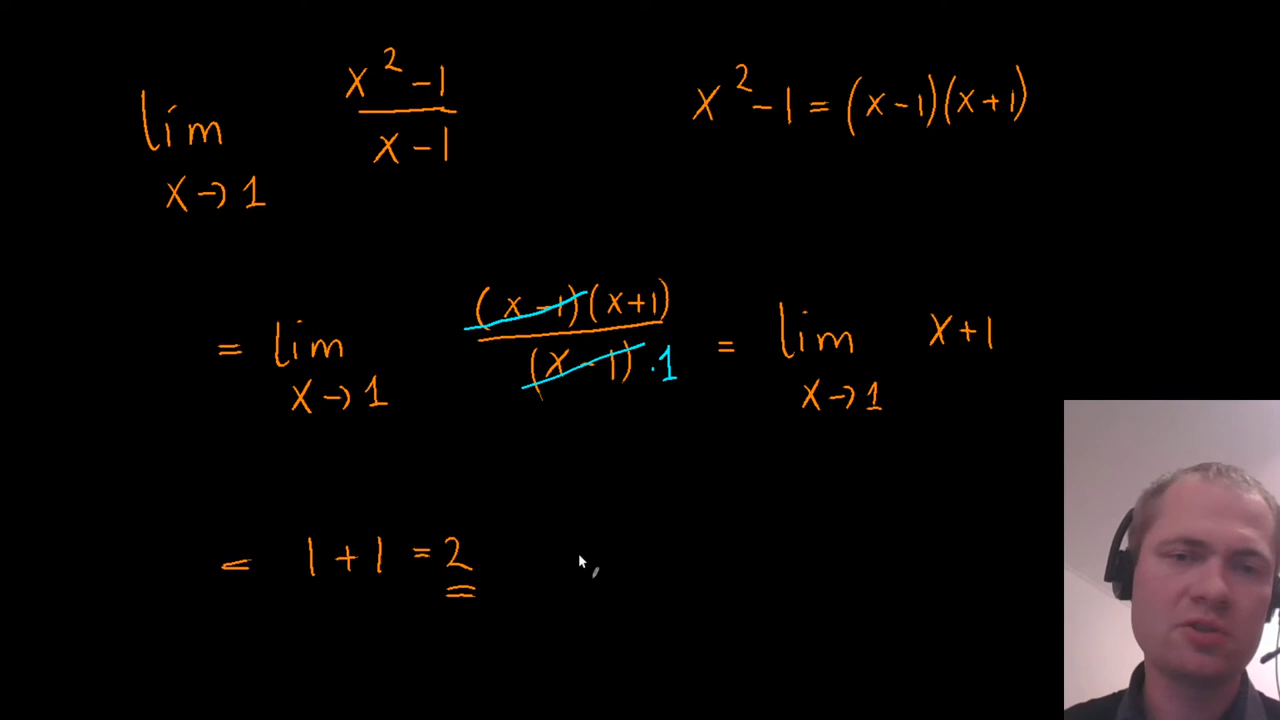 lim x→1 (x² - 1)/(x - 1)
x² - 1 = (x - 1)(x + 1)
= lim x→1 ((x - 1)(x + 1))/((x - 1) · 1) = lim x→1 x + 1
= 1 + 1 = 2